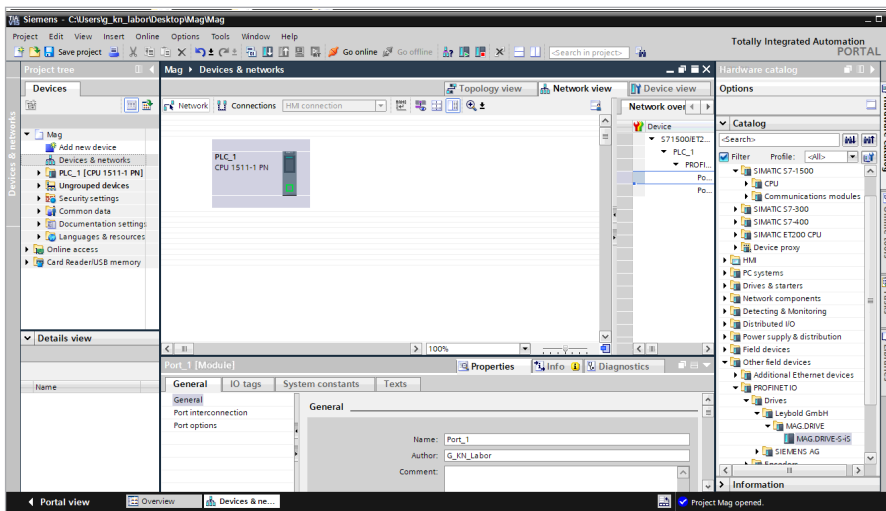 Siemens - C:\Users\g_kn_labor\Desktop\Mag\Mag
Project Edit View Insert Online Options Tools Window Help
Save project Go online Go offline <Search in project>
Totally Integrated Automation
PORTAL
Project tree
Devices
Devices & networks
Mag
Add new device
Devices & networks
PLC_1 [CPU 1511-1 PN]
Ungrouped devices
Security settings
Common data
Documentation settings
Languages & resources
Online access
Card Reader/USB memory
Details view
Name
Mag ▸ Devices & networks
Topology view Network view Device view
Network Connections HMI connection
PLC_1
CPU 1511-1 PN
100%
Network over
Device
S71500/ET2...
PLC_1
PROFI...
Po...
Po...
Port_1 [Module]
Properties Info Diagnostics
General IO tags System constants Texts
General
Port interconnection
Port options
General
Name: Port_1
Author: G_KN_Labor
Comment:
Hardware catalog
Options
Catalog
<Search>
Filter Profile: <All>
SIMATIC S7-1500
CPU
Communications modules
SIMATIC S7-300
SIMATIC S7-400
SIMATIC ET200 CPU
Device proxy
HMI
PC systems
Drives & starters
Network components
Detecting & Monitoring
Distributed I/O
Power supply & distribution
Field devices
Other field devices
Additional Ethernet devices
PROFINET IO
Drives
Leybold GmbH
MAG.DRIVE
MAG.DRIVE-S-iS
SIEMENS AG
Information
Portal view Overview Devices & ne... Project Mag opened.